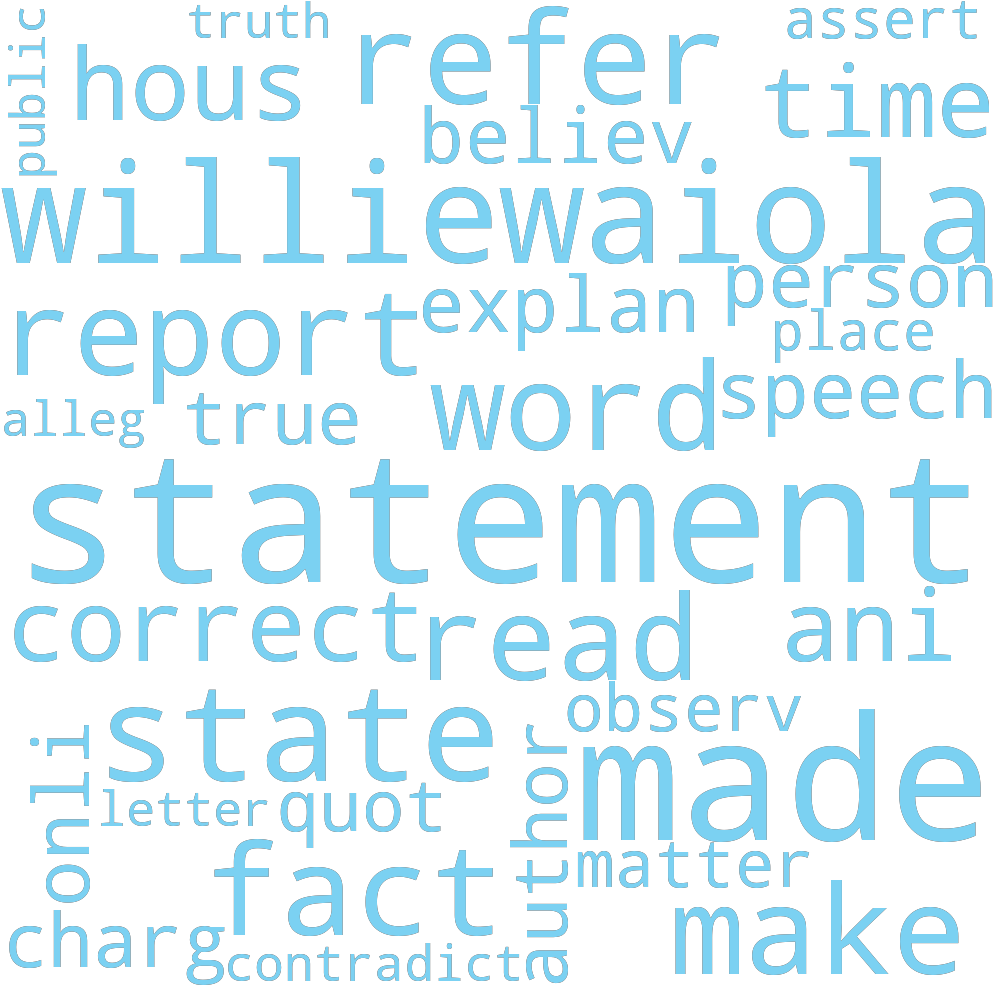 truth
assert
public
hous
refer
time
believ
williewaiola
person
explan
report
place
speech
word
alleg
true
statement
correct
read
ani
observ
state
made
onli
author
letter
quot
matter
fact
make
charg
contradict